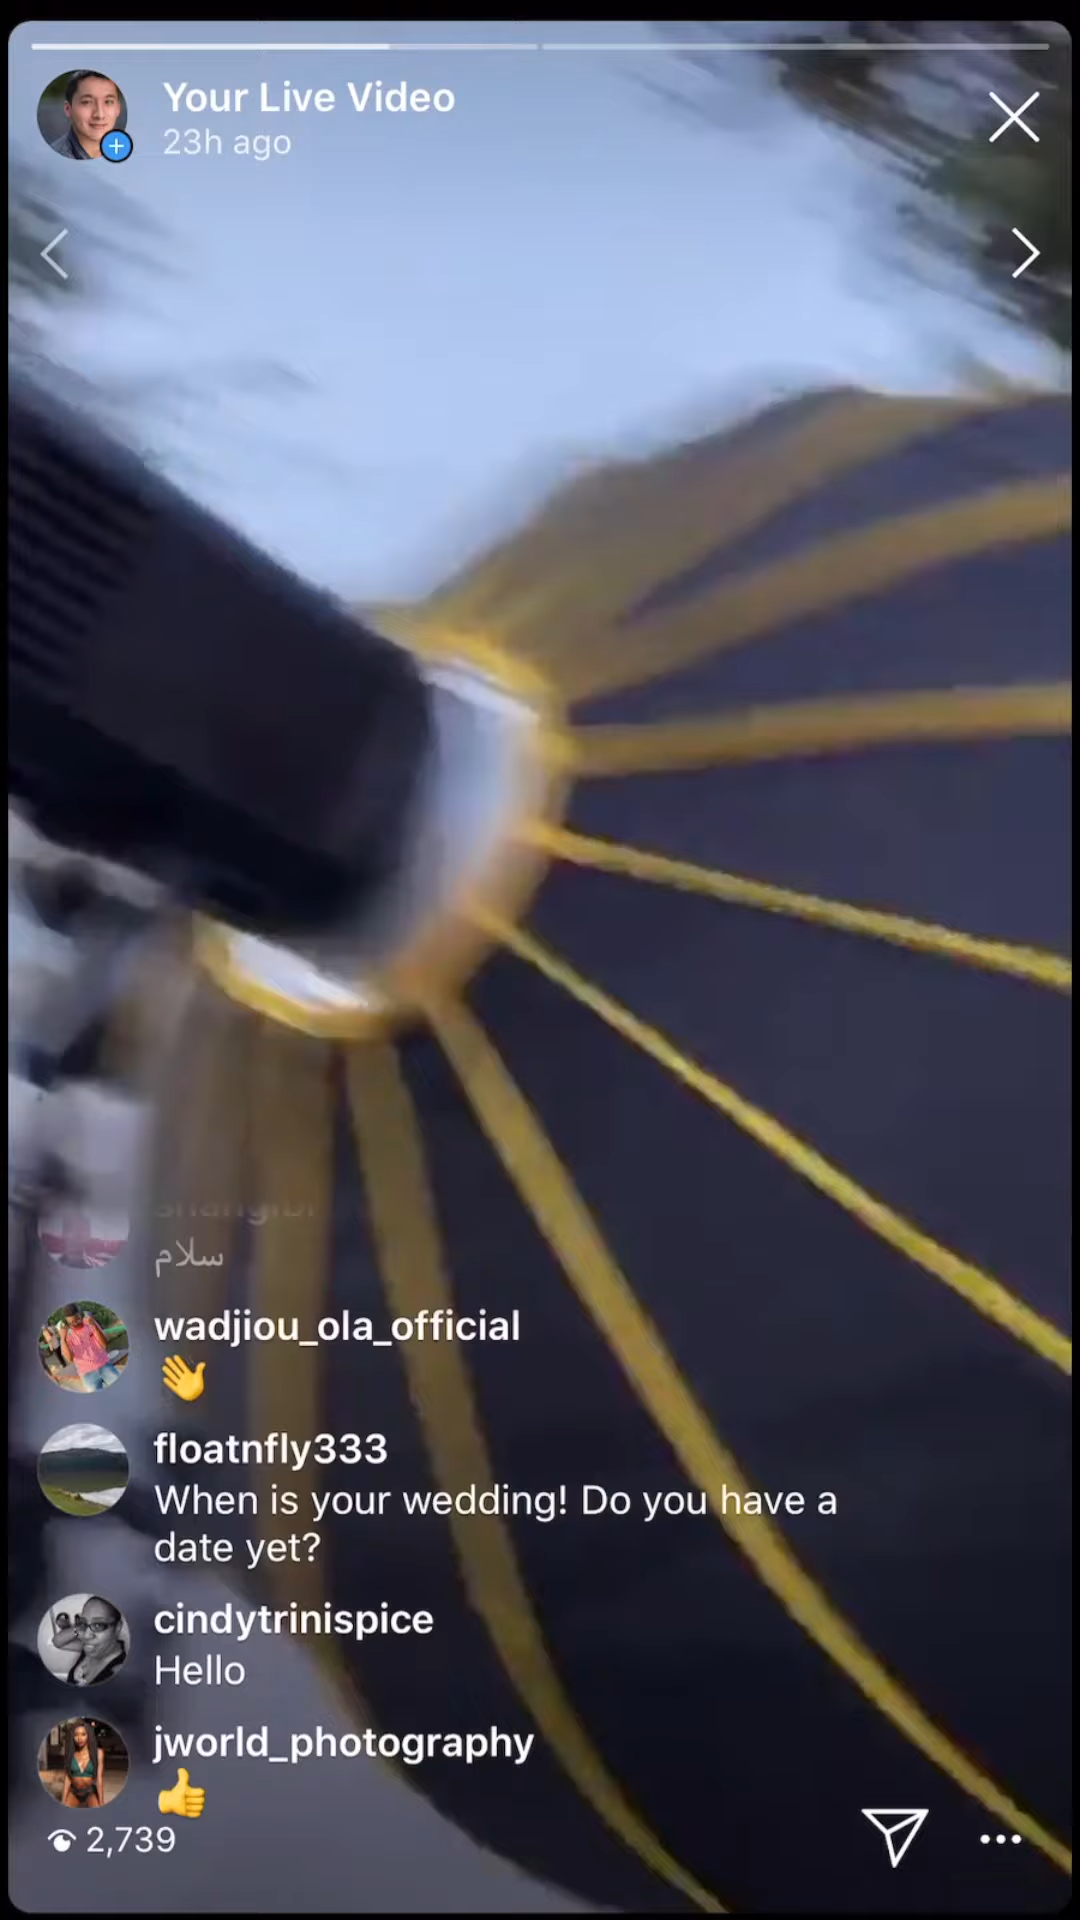 Your Live Video
23h ago
سلام
wadjiou_ola_official
👋
floatnfly333
When is your wedding! Do you have a
date yet?
cindytrinispice
Hello
jworld_photography
👍
2,739